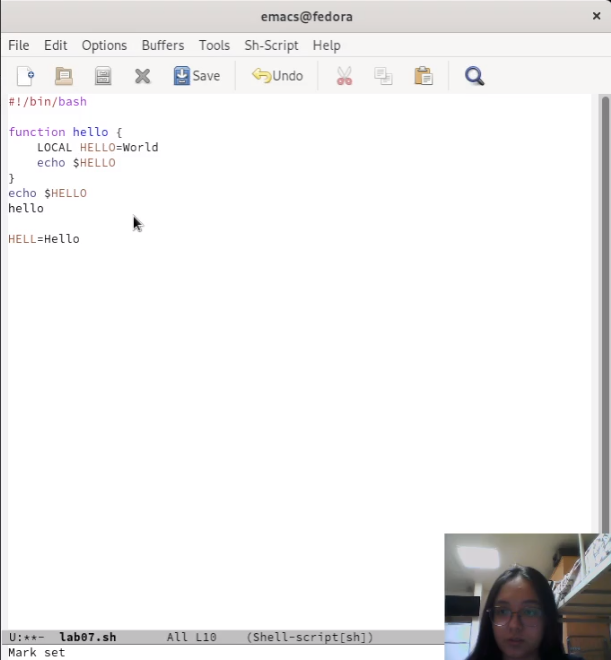 emacs@fedora
File Edit Options Buffers Tools Sh-Script Help
Save Undo
#!/bin/bash
function hello {
    LOCAL HELLO=World
    echo $HELLO
}
echo $HELLO
hello
HELL=Hello
U:**- lab07.sh All L10 (Shell-script[sh])
Mark set